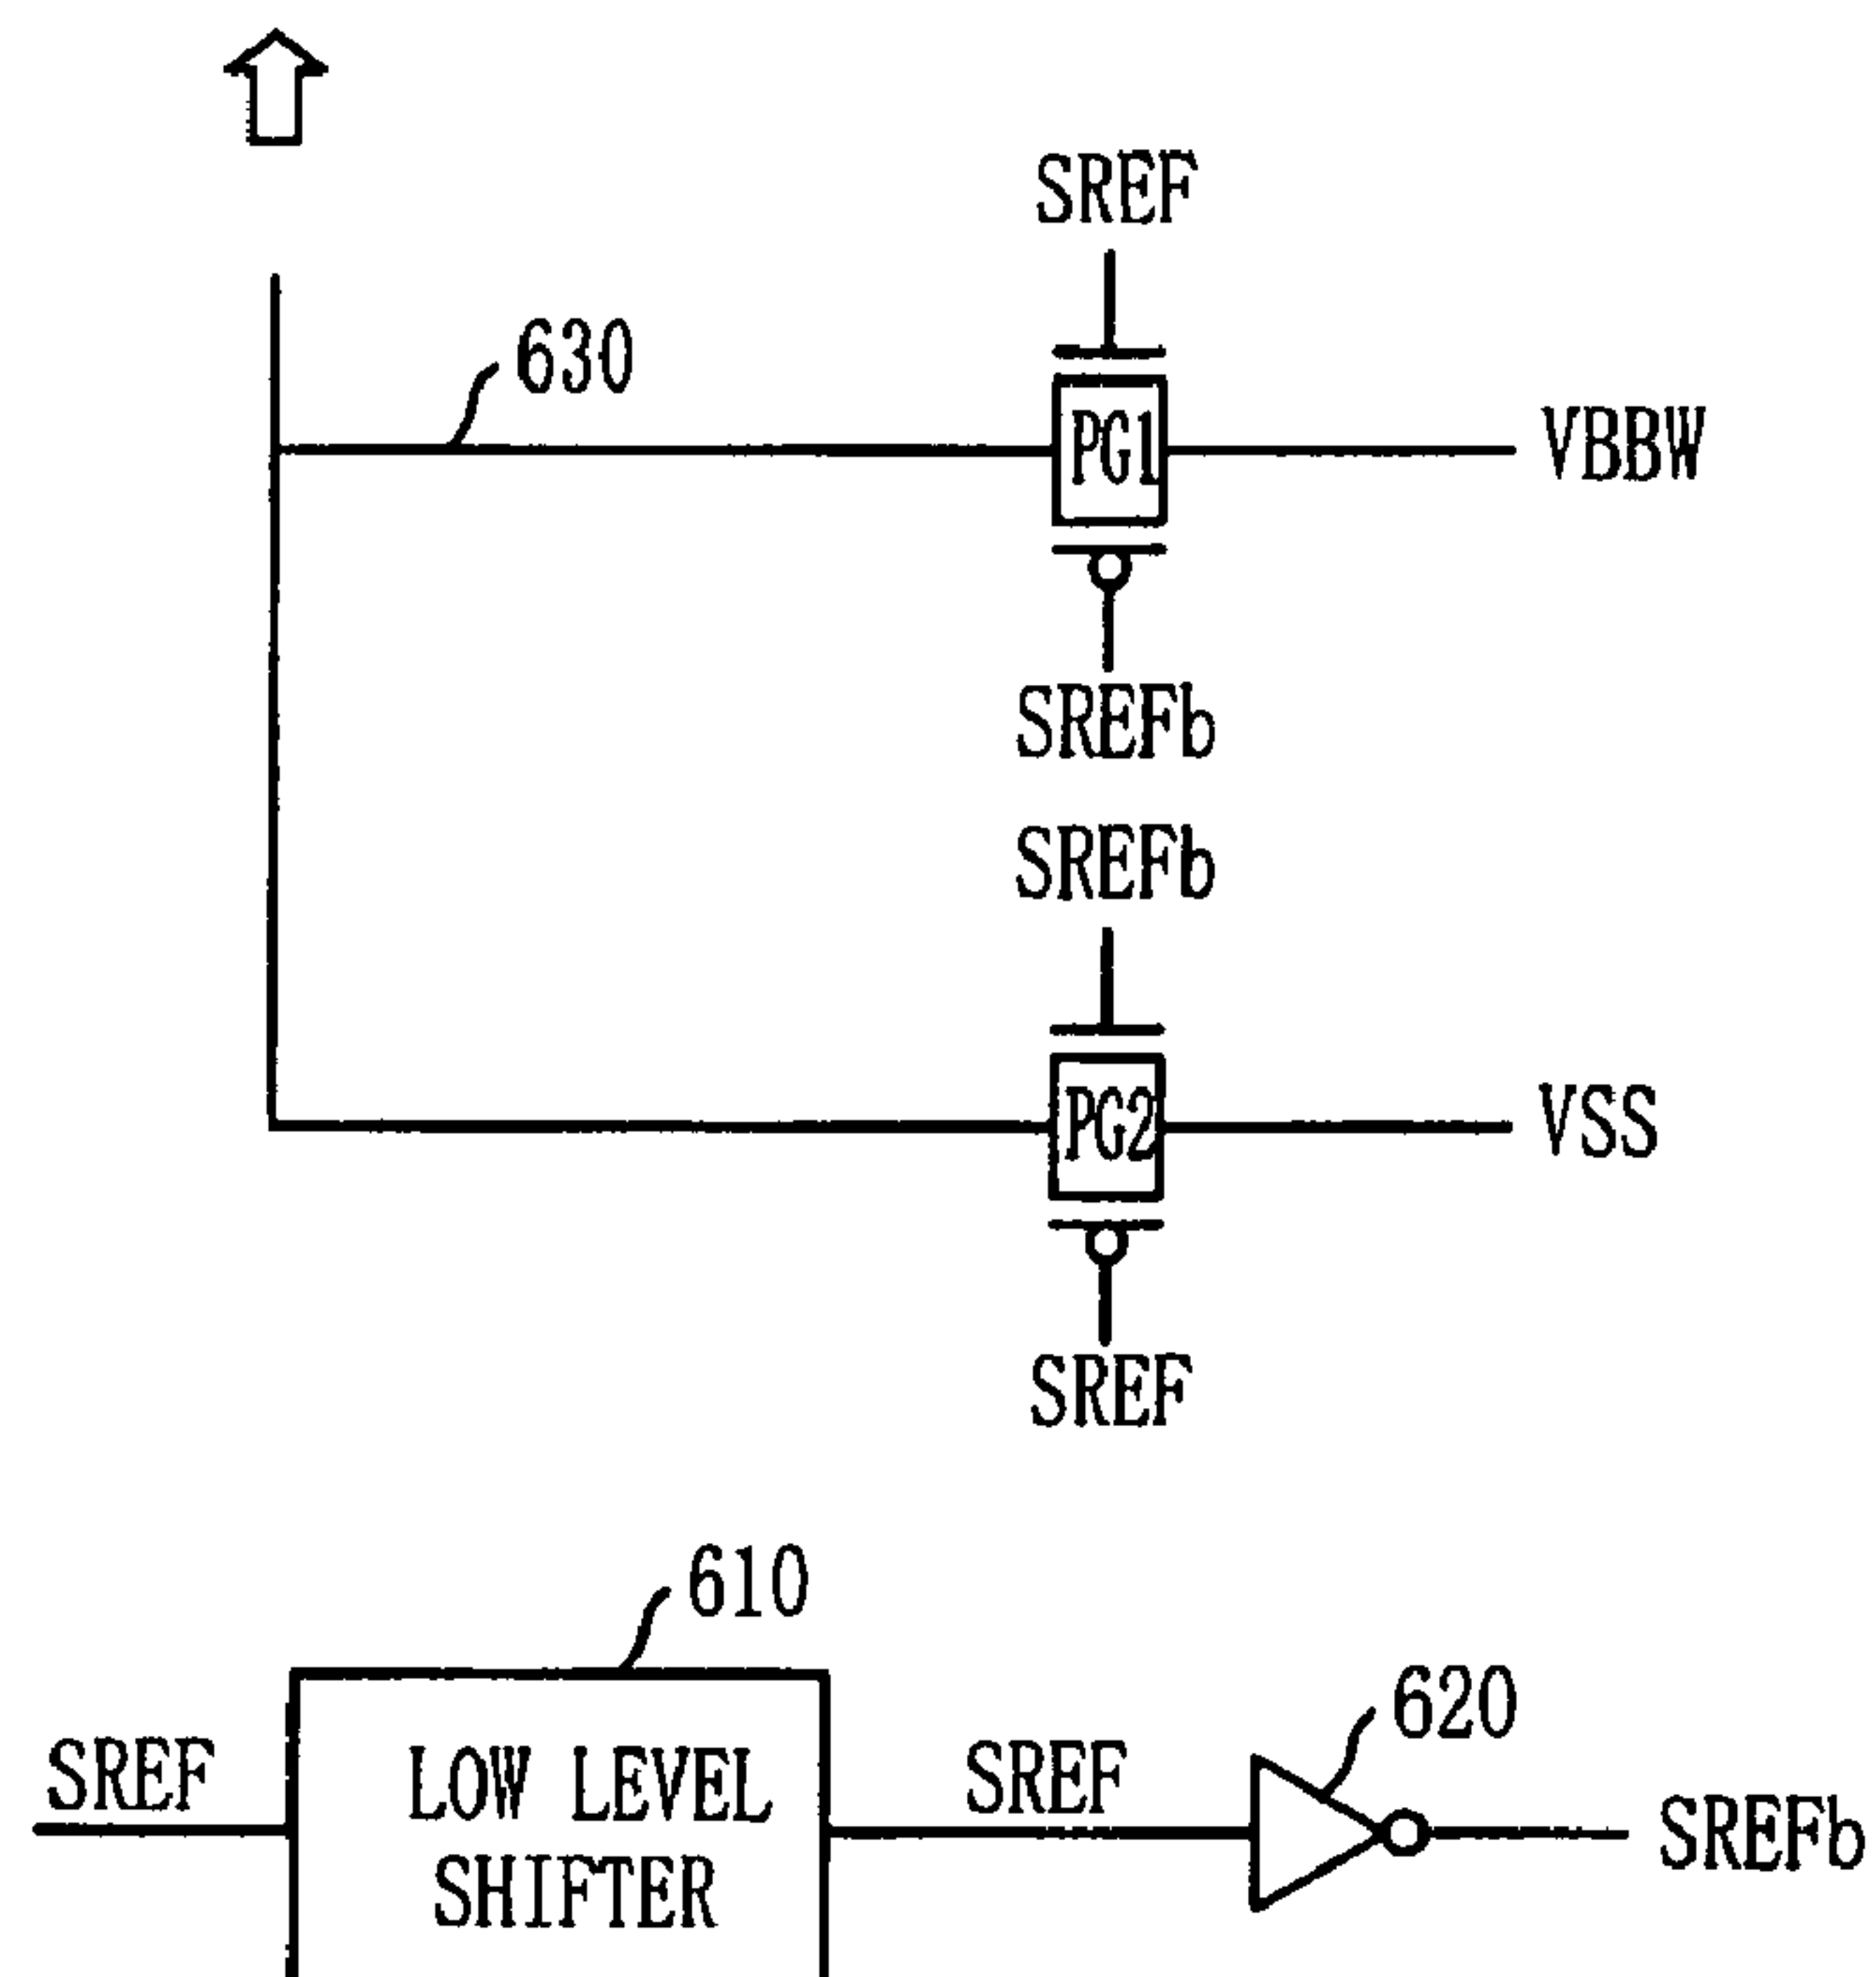 SREF
630
PG1
VBBW
SREFb
SREFb
PG2
VSS
SREF
610
620
SREF
LOW LEVEL
SHIFTER
SREF
SREFb